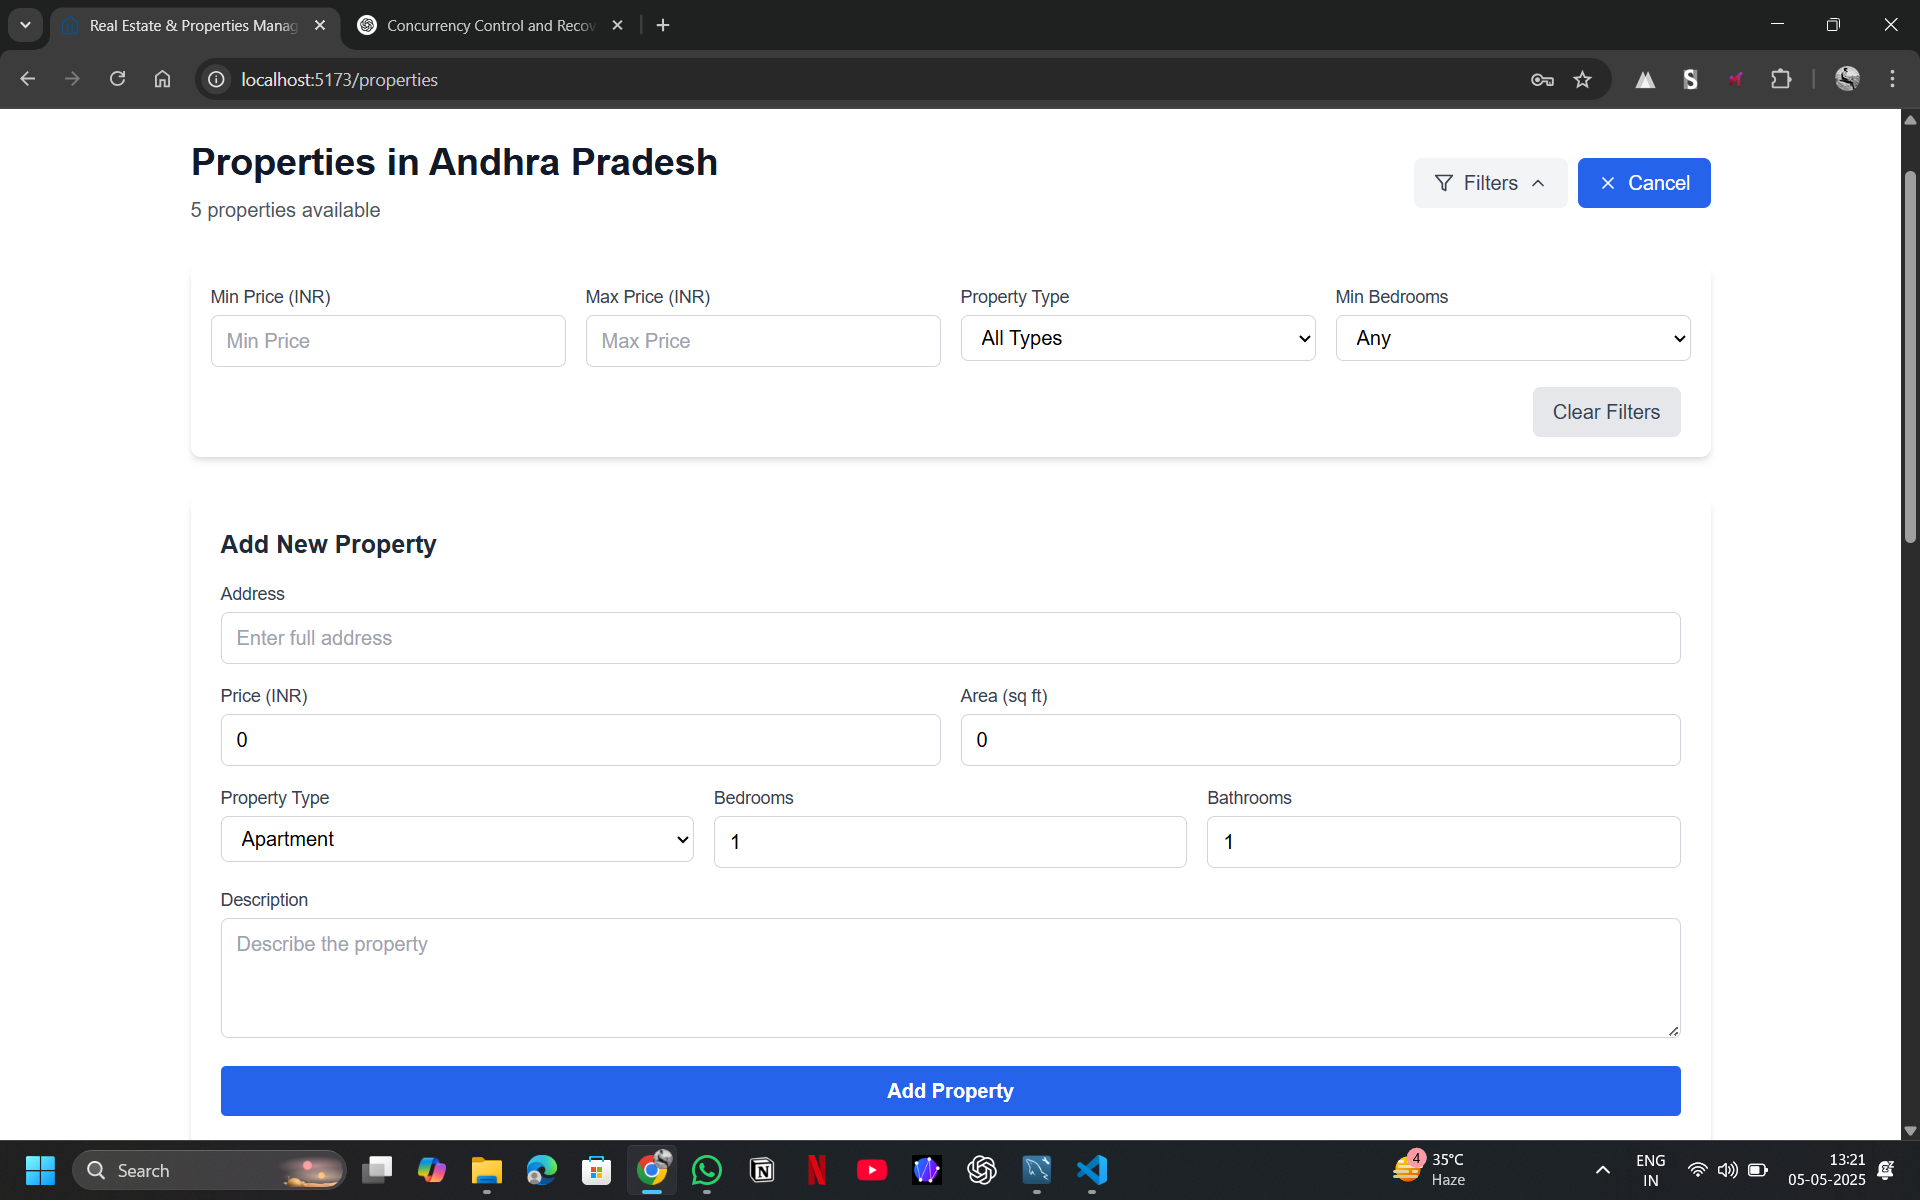 Real Estate & Properties Manag
Concurrency Control and Recov
localhost:5173/properties
Properties in Andhra Pradesh
5 properties available
Filters
Cancel
Min Price (INR)
Max Price (INR)
Property Type
Min Bedrooms
Min Price
Max Price
All Types
Any
Clear Filters
Add New Property
Address
Enter full address
Price (INR)
Area (sq ft)
0
0
Property Type
Bedrooms
Bathrooms
Apartment
1
1
Description
Describe the property
Add Property
Search
4
35°C
Haze
ENG
IN
13:21
05-05-2025